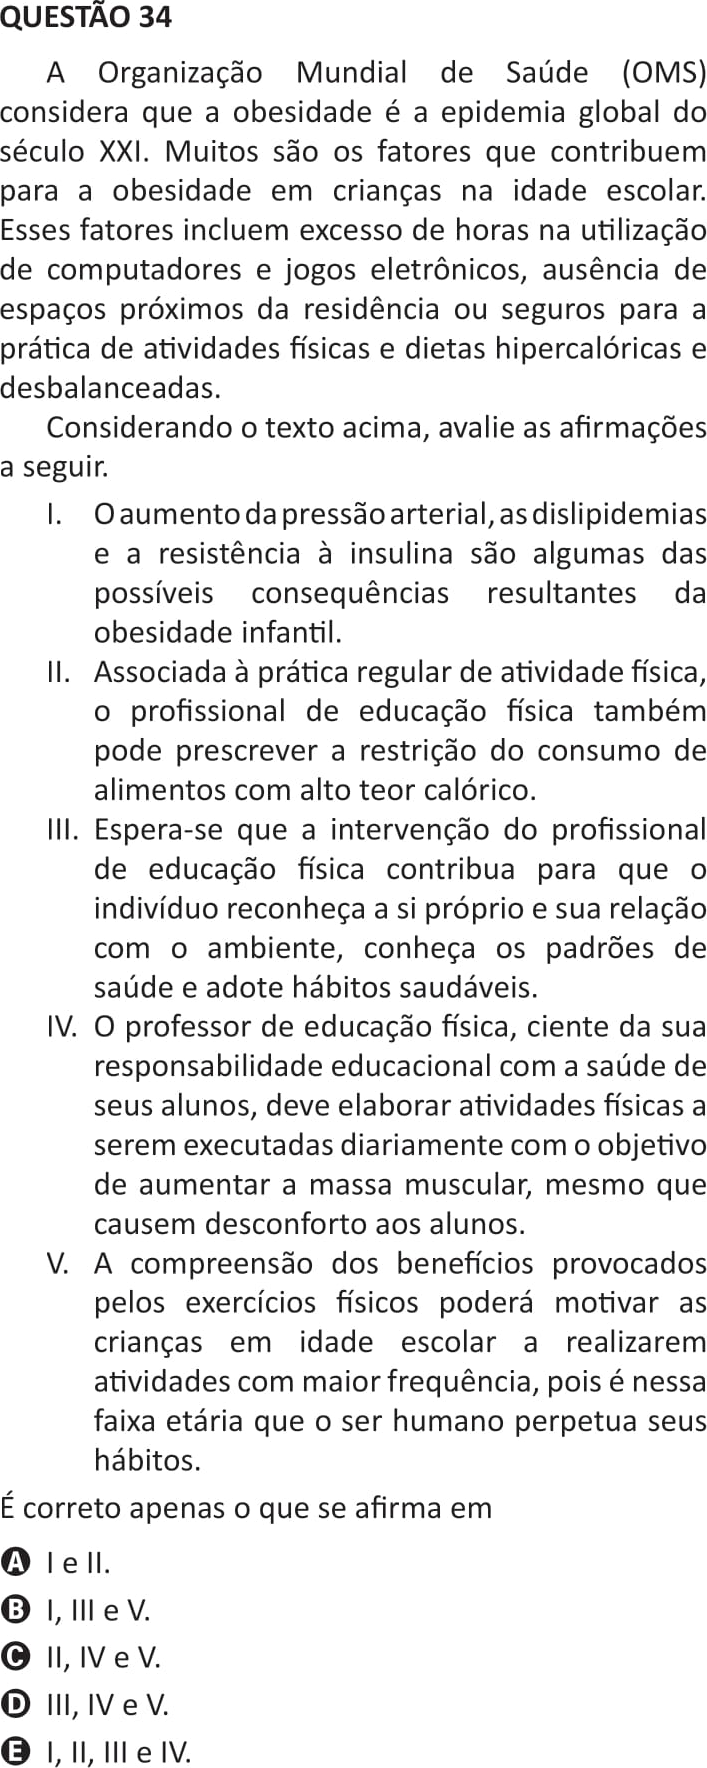 QUESTÃO 34
A Organização Mundial de Saúde (OMS)
considera que a obesidade é a epidemia global do
século XXI. Muitos são os fatores que contribuem
para a obesidade em crianças na idade escolar.
Esses fatores incluem excesso de horas na utilização
de computadores e jogos eletrônicos, ausência de
espaços próximos da residência ou seguros para a
prática de atividades físicas e dietas hipercalóricas e
desbalanceadas.
Considerando o texto acima, avalie as afirmações
a seguir.
I. O aumento da pressão arterial, as dislipidemias
e a resistência à insulina são algumas das
possíveis consequências resultantes da
obesidade infantil.
II. Associada à prática regular de atividade física,
o profissional de educação física também
pode prescrever a restrição do consumo de
alimentos com alto teor calórico.
III. Espera-se que a intervenção do profissional
de educação física contribua para que o
indivíduo reconheça a si próprio e sua relação
com o ambiente, conheça os padrões de
saúde e adote hábitos saudáveis.
IV. O professor de educação física, ciente da sua
responsabilidade educacional com a saúde de
seus alunos, deve elaborar atividades físicas a
serem executadas diariamente com o objetivo
de aumentar a massa muscular, mesmo que
causem desconforto aos alunos.
V. A compreensão dos benefícios provocados
pelos exercícios físicos poderá motivar as
crianças em idade escolar a realizarem
atividades com maior frequência, pois é nessa
faixa etária que o ser humano perpetua seus
hábitos.
É correto apenas o que se afirma em
A I e II.
B I, III e V.
C II, IV e V.
D III, IV e V.
E I, II, III e IV.